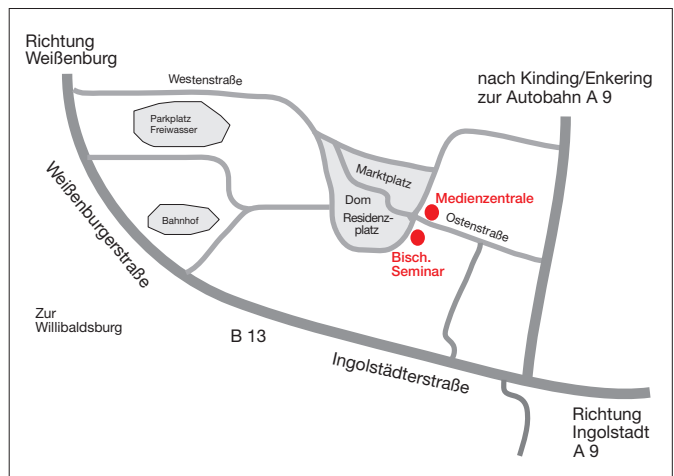 Richtung
Weißenburg
Westenstraße
nach Kinding/Enkering
zur Autobahn A 9
Parkplatz
Freiwasser
Marktplatz
Medienzentrale
Dom
Residenz-
platz
Ostenstraße
Bahnhof
Bisch.
Seminar
Weißenburgerstraße
Zur
Willibaldsburg
B 13
Ingolstädterstraße
Richtung
Ingolstadt
A 9